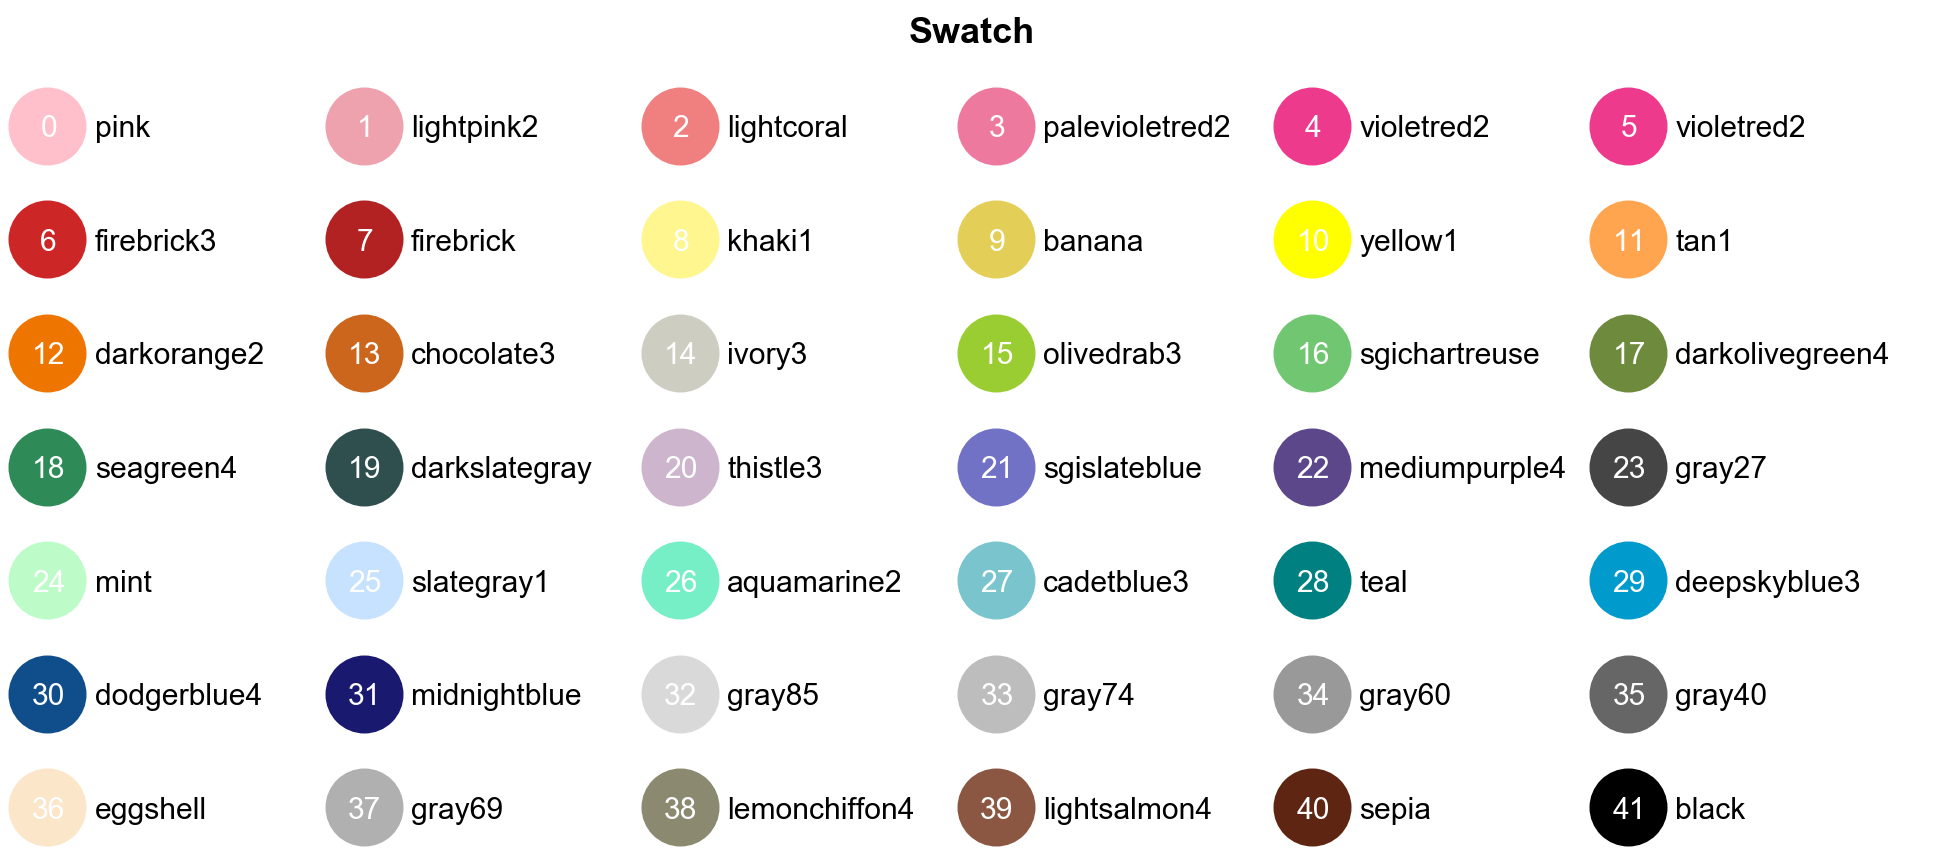 Swatch
0 pink 1 lightpink2 2 lightcoral 3 palevioletred2 4 violetred2 5 violetred2
6 firebrick3 7 firebrick 8 khaki1 9 banana 10 yellow1 11 tan1
12 darkorange2 13 chocolate3 14 ivory3 15 olivedrab3 16 sgichartreuse 17 darkolivegreen4
18 seagreen4 19 darkslategray 20 thistle3 21 sgislateblue 22 mediumpurple4 23 gray27
24 mint 25 slategray1 26 aquamarine2 27 cadetblue3 28 teal 29 deepskyblue3
30 dodgerblue4 31 midnightblue 32 gray85 33 gray74 34 gray60 35 gray40
36 eggshell 37 gray69 38 lemonchiffon4 39 lightsalmon4 40 sepia 41 black